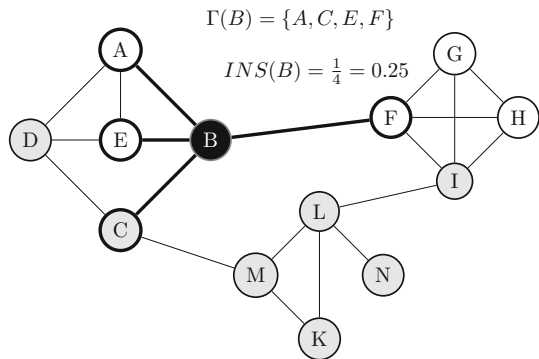 Γ(B) = {A, C, E, F}
INS(B) = 1/4 = 0.25
A
G
D
E
B
F
H
I
C
L
M
N
K